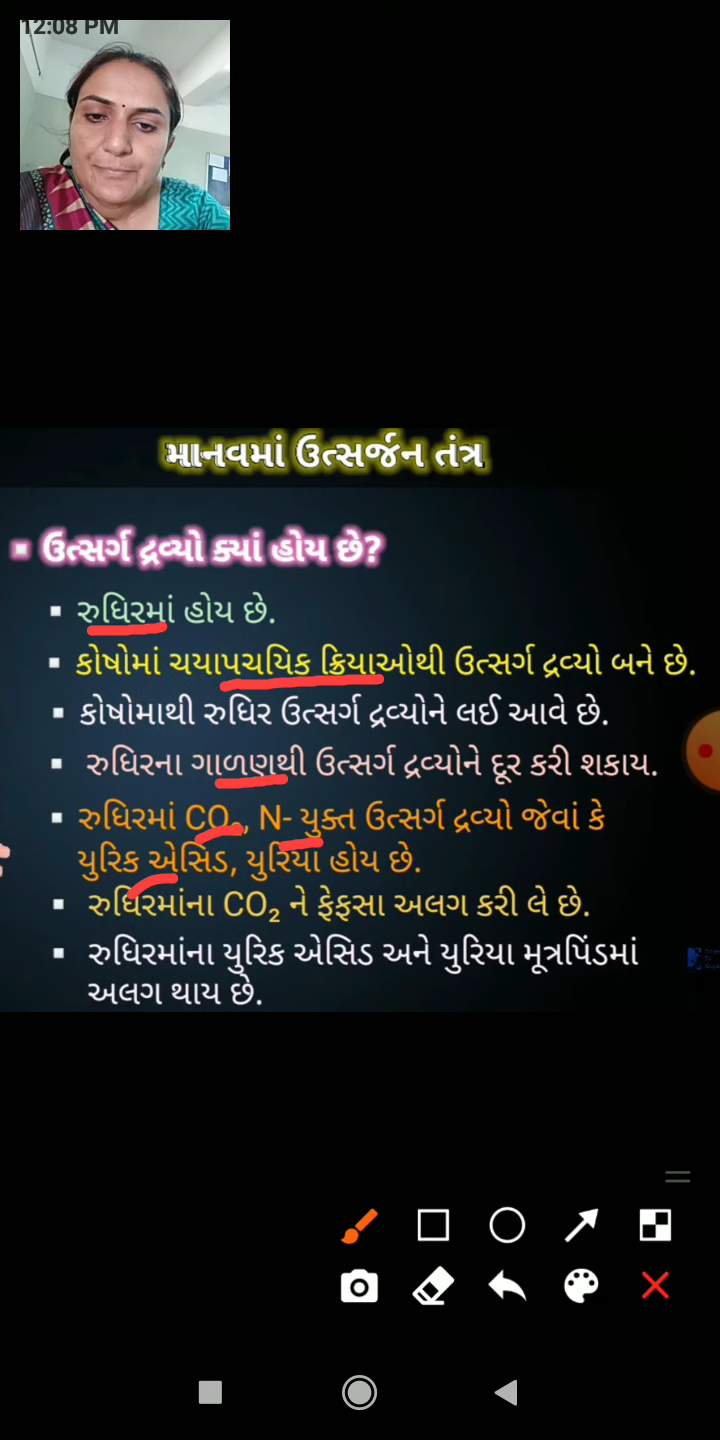 12:08 PM
માનવમાં ઉત્સર્જન તંત્ર
ઉત્સર્ગ દ્રવ્યો ક્યાં હોય છે?
રુધિરમાં હોય છે.
કોષોમાં ચયાપચયિક ક્રિયાઓથી ઉત્સર્ગ દ્રવ્યો બને છે.
કોષોમાથી રુધિર ઉત્સર્ગ દ્રવ્યોને લઈ આવે છે.
રુધિરના ગાળણથી ઉત્સર્ગ દ્રવ્યોને દૂર કરી શકાય.
રુધિરમાં CO₂, N- યુક્ત ઉત્સર્ગ દ્રવ્યો જેવાં કે
યુરિક એસિડ, યુરિયા હોય છે.
રુધિરમાંના CO₂ ને ફેફસા અલગ કરી લે છે.
રુધિરમાંના યુરિક એસિડ અને યુરિયા મૂત્રપિંડમાં
અલગ થાય છે.